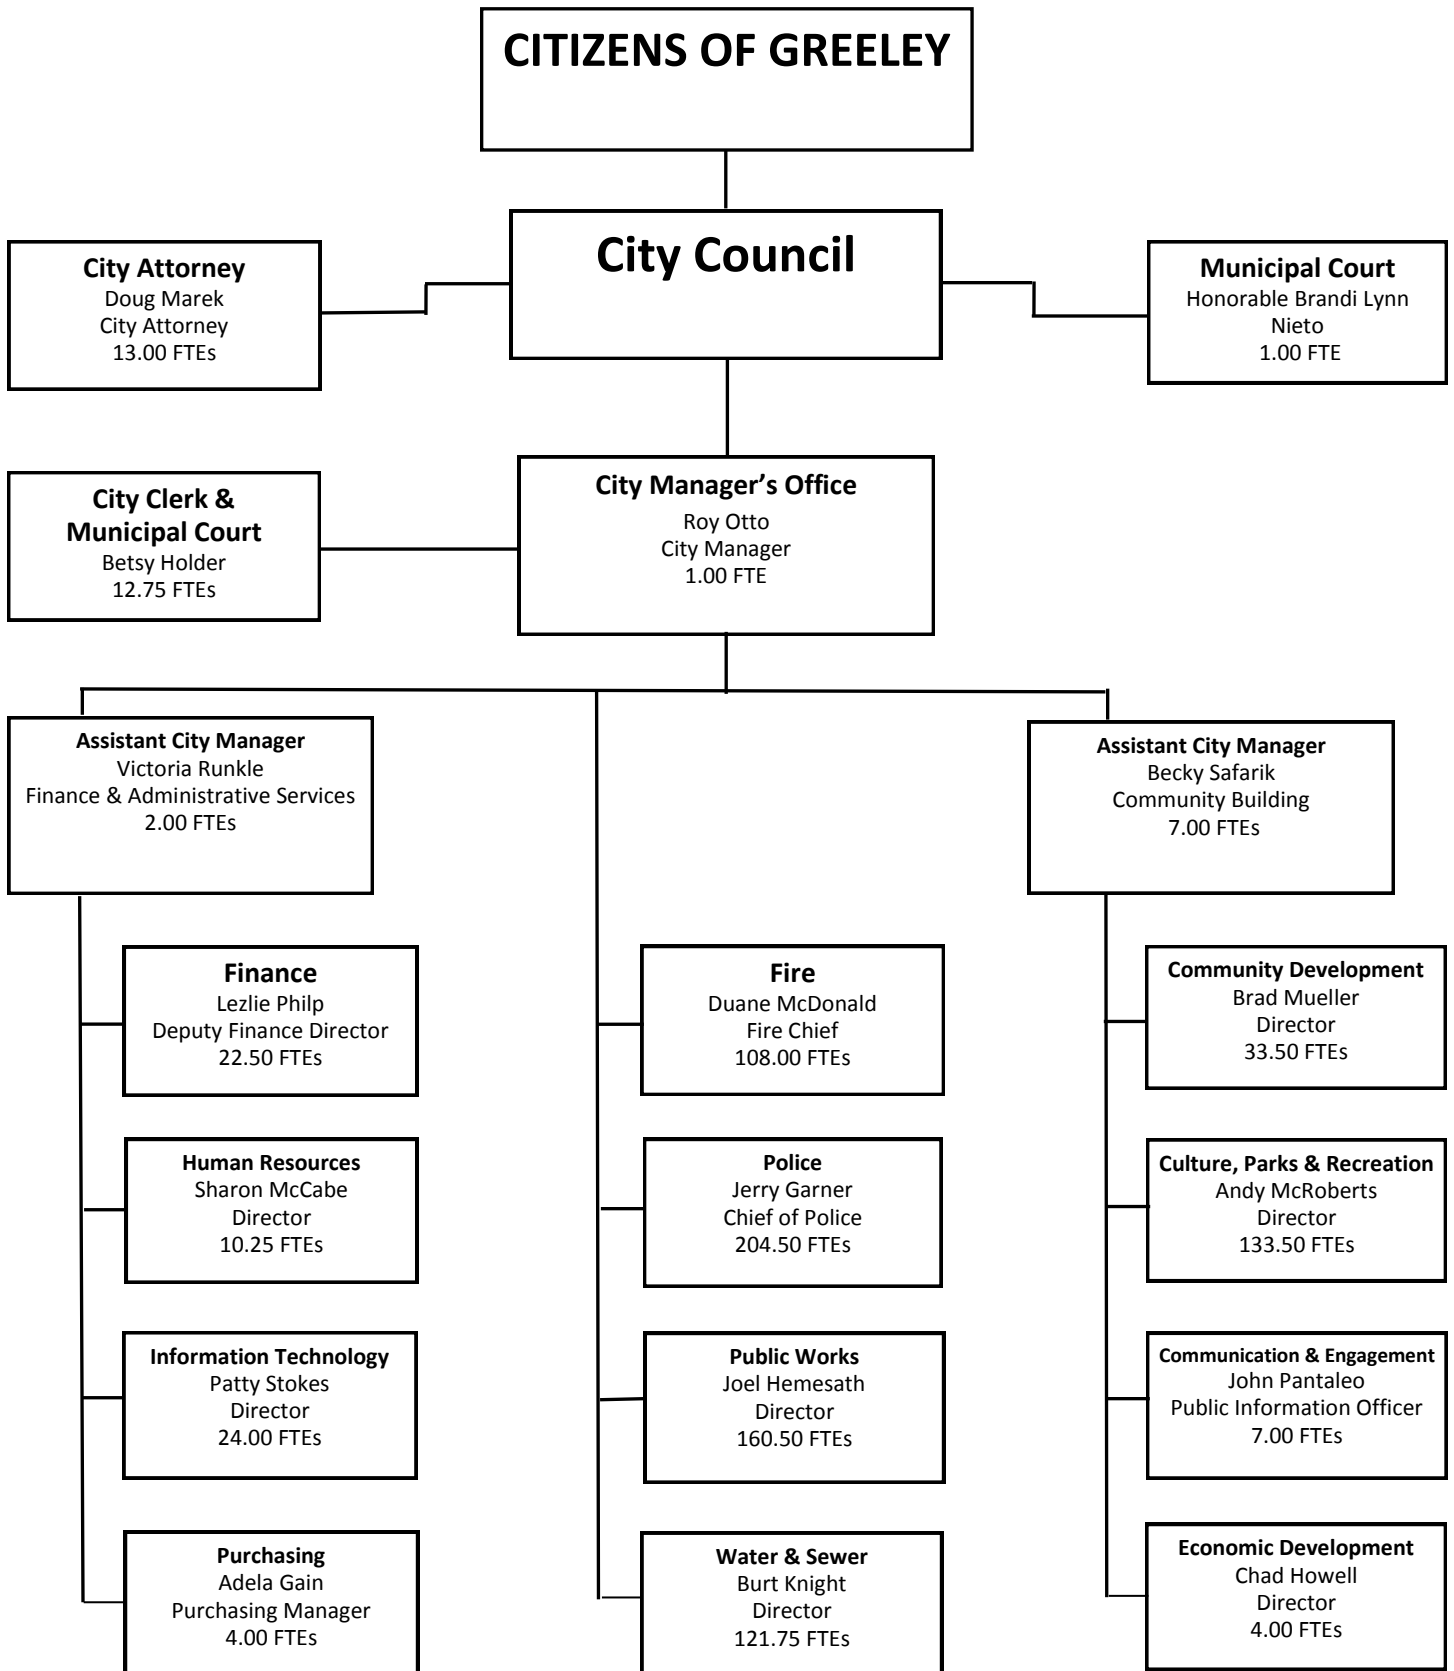 CITIZENS OF GREELEY
City Council
City Attorney
Doug Marek
City Attorney
13.00 FTEs
Municipal Court
Honorable Brandi Lynn
Nieto
1.00 FTE
City Clerk &
Municipal Court
Betsy Holder
12.75 FTEs
City Manager’s Office
Roy Otto
City Manager
1.00 FTE
Assistant City Manager
Victoria Runkle
Finance & Administrative Services
2.00 FTEs
Assistant City Manager
Becky Safarik
Community Building
7.00 FTEs
Finance
Lezlie Philp
Deputy Finance Director
22.50 FTEs
Human Resources
Sharon McCabe
Director
10.25 FTEs
Information Technology
Patty Stokes
Director
24.00 FTEs
Purchasing
Adela Gain
Purchasing Manager
4.00 FTEs
Fire
Duane McDonald
Fire Chief
108.00 FTEs
Police
Jerry Garner
Chief of Police
204.50 FTEs
Public Works
Joel Hemesath
Director
160.50 FTEs
Water & Sewer
Burt Knight
Director
121.75 FTEs
Community Development
Brad Mueller
Director
33.50 FTEs
Culture, Parks & Recreation
Andy McRoberts
Director
133.50 FTEs
Communication & Engagement
John Pantaleo
Public Information Officer
7.00 FTEs
Economic Development
Chad Howell
Director
4.00 FTEs